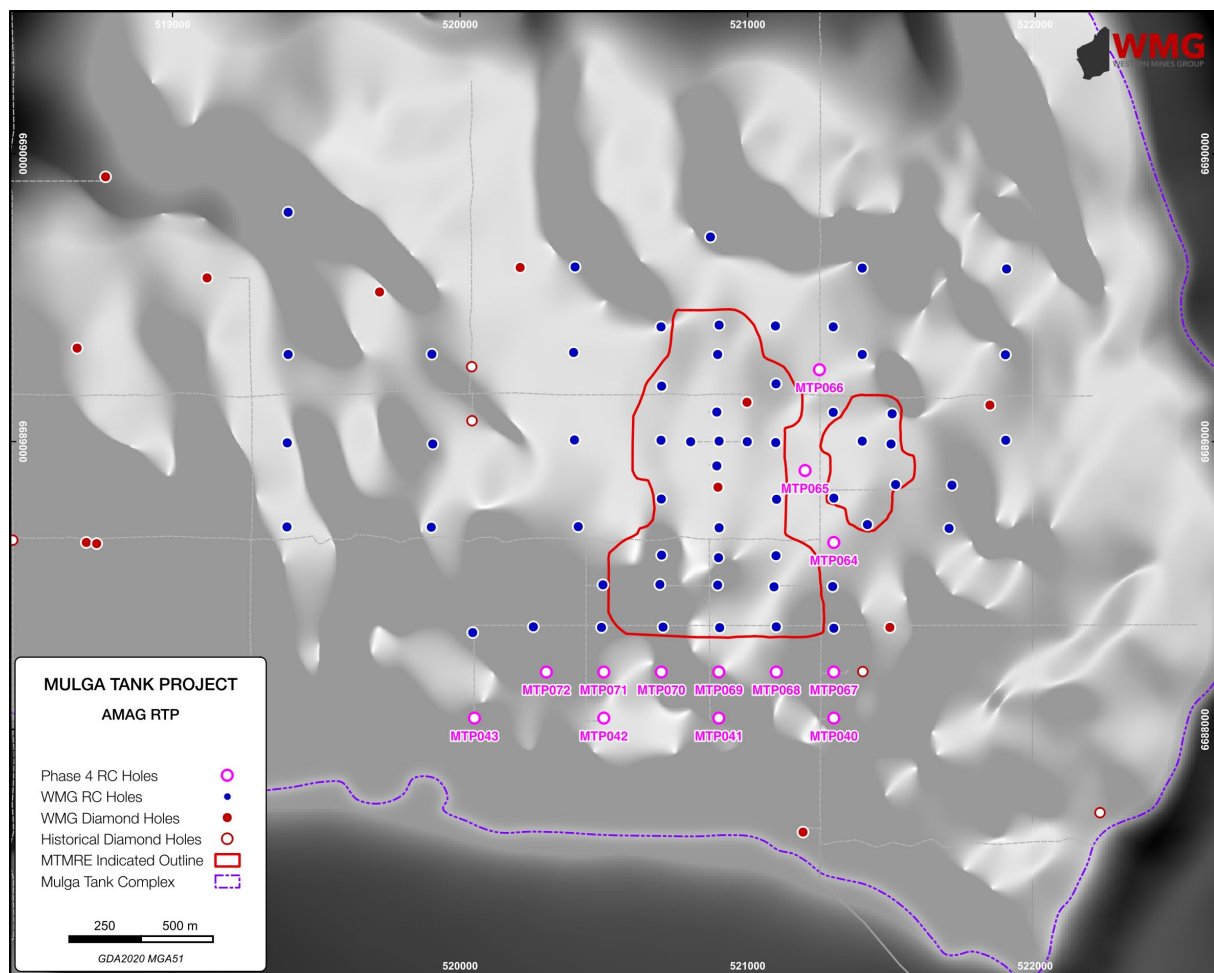 519000
520000
521000
522000
WMG
WESTERN MINES GROUP
6690000
6690000
MTP066
6689000
6689000
MTP065
MTP064
MTP072
MTP071
MTP070
MTP069
MTP068
MTP067
MTP043
MTP042
MTP041
MTP040
6688000
MULGA TANK PROJECT
AMAG RTP
Phase 4 RC Holes
WMG RC Holes
WMG Diamond Holes
Historical Diamond Holes
MTMRE Indicated Outline
Mulga Tank Complex
250 500 m
GDA2020 MGA51
520000
521000
522000